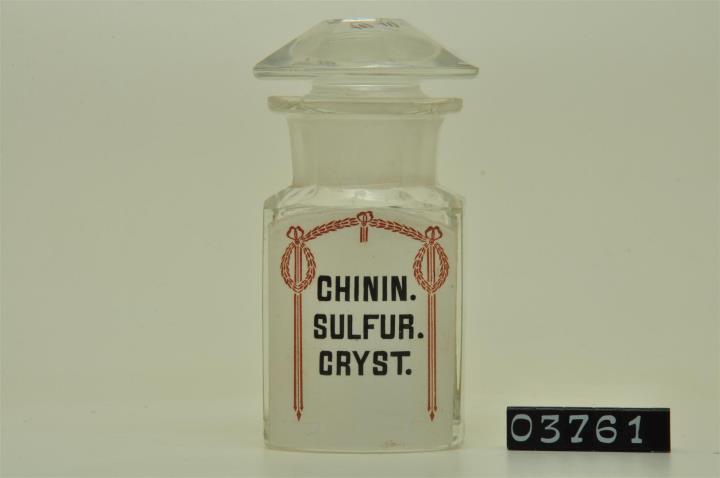 CHININ.
SULFUR.
CRYST.
03761